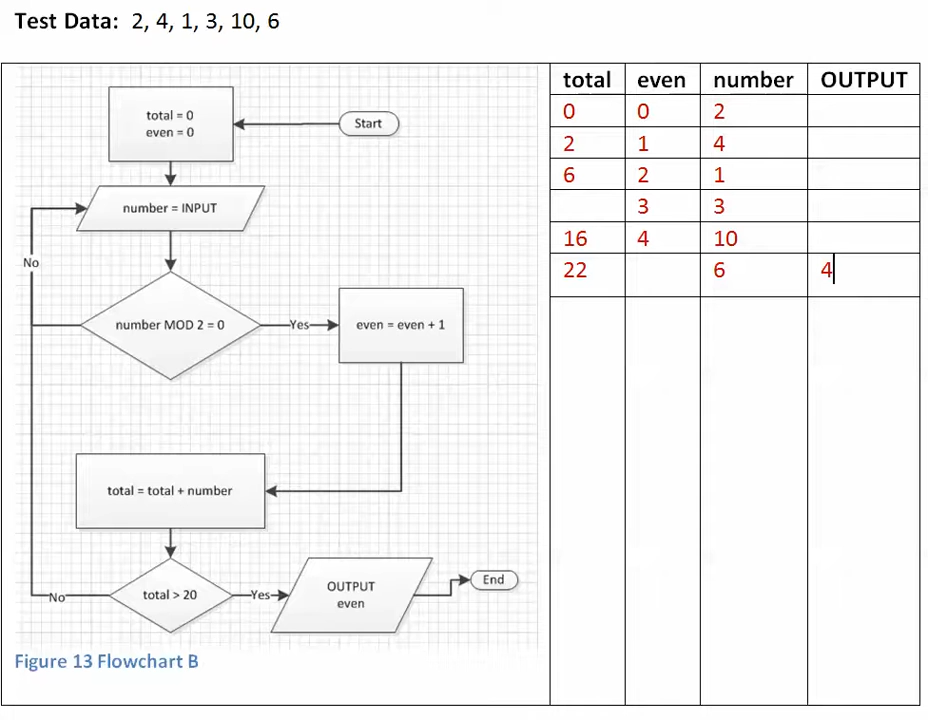 Test Data: 2, 4, 1, 3, 10, 6
total = 0
even = 0
Start
number = INPUT
No
number MOD 2 = 0
Yes
even = even + 1
total = total + number
total > 20
No
Yes
OUTPUT
even
End
Figure 13 Flowchart B
total even number OUTPUT
0 0 2
2 1 4
6 2 1
3 3
16 4 10
22 6 4